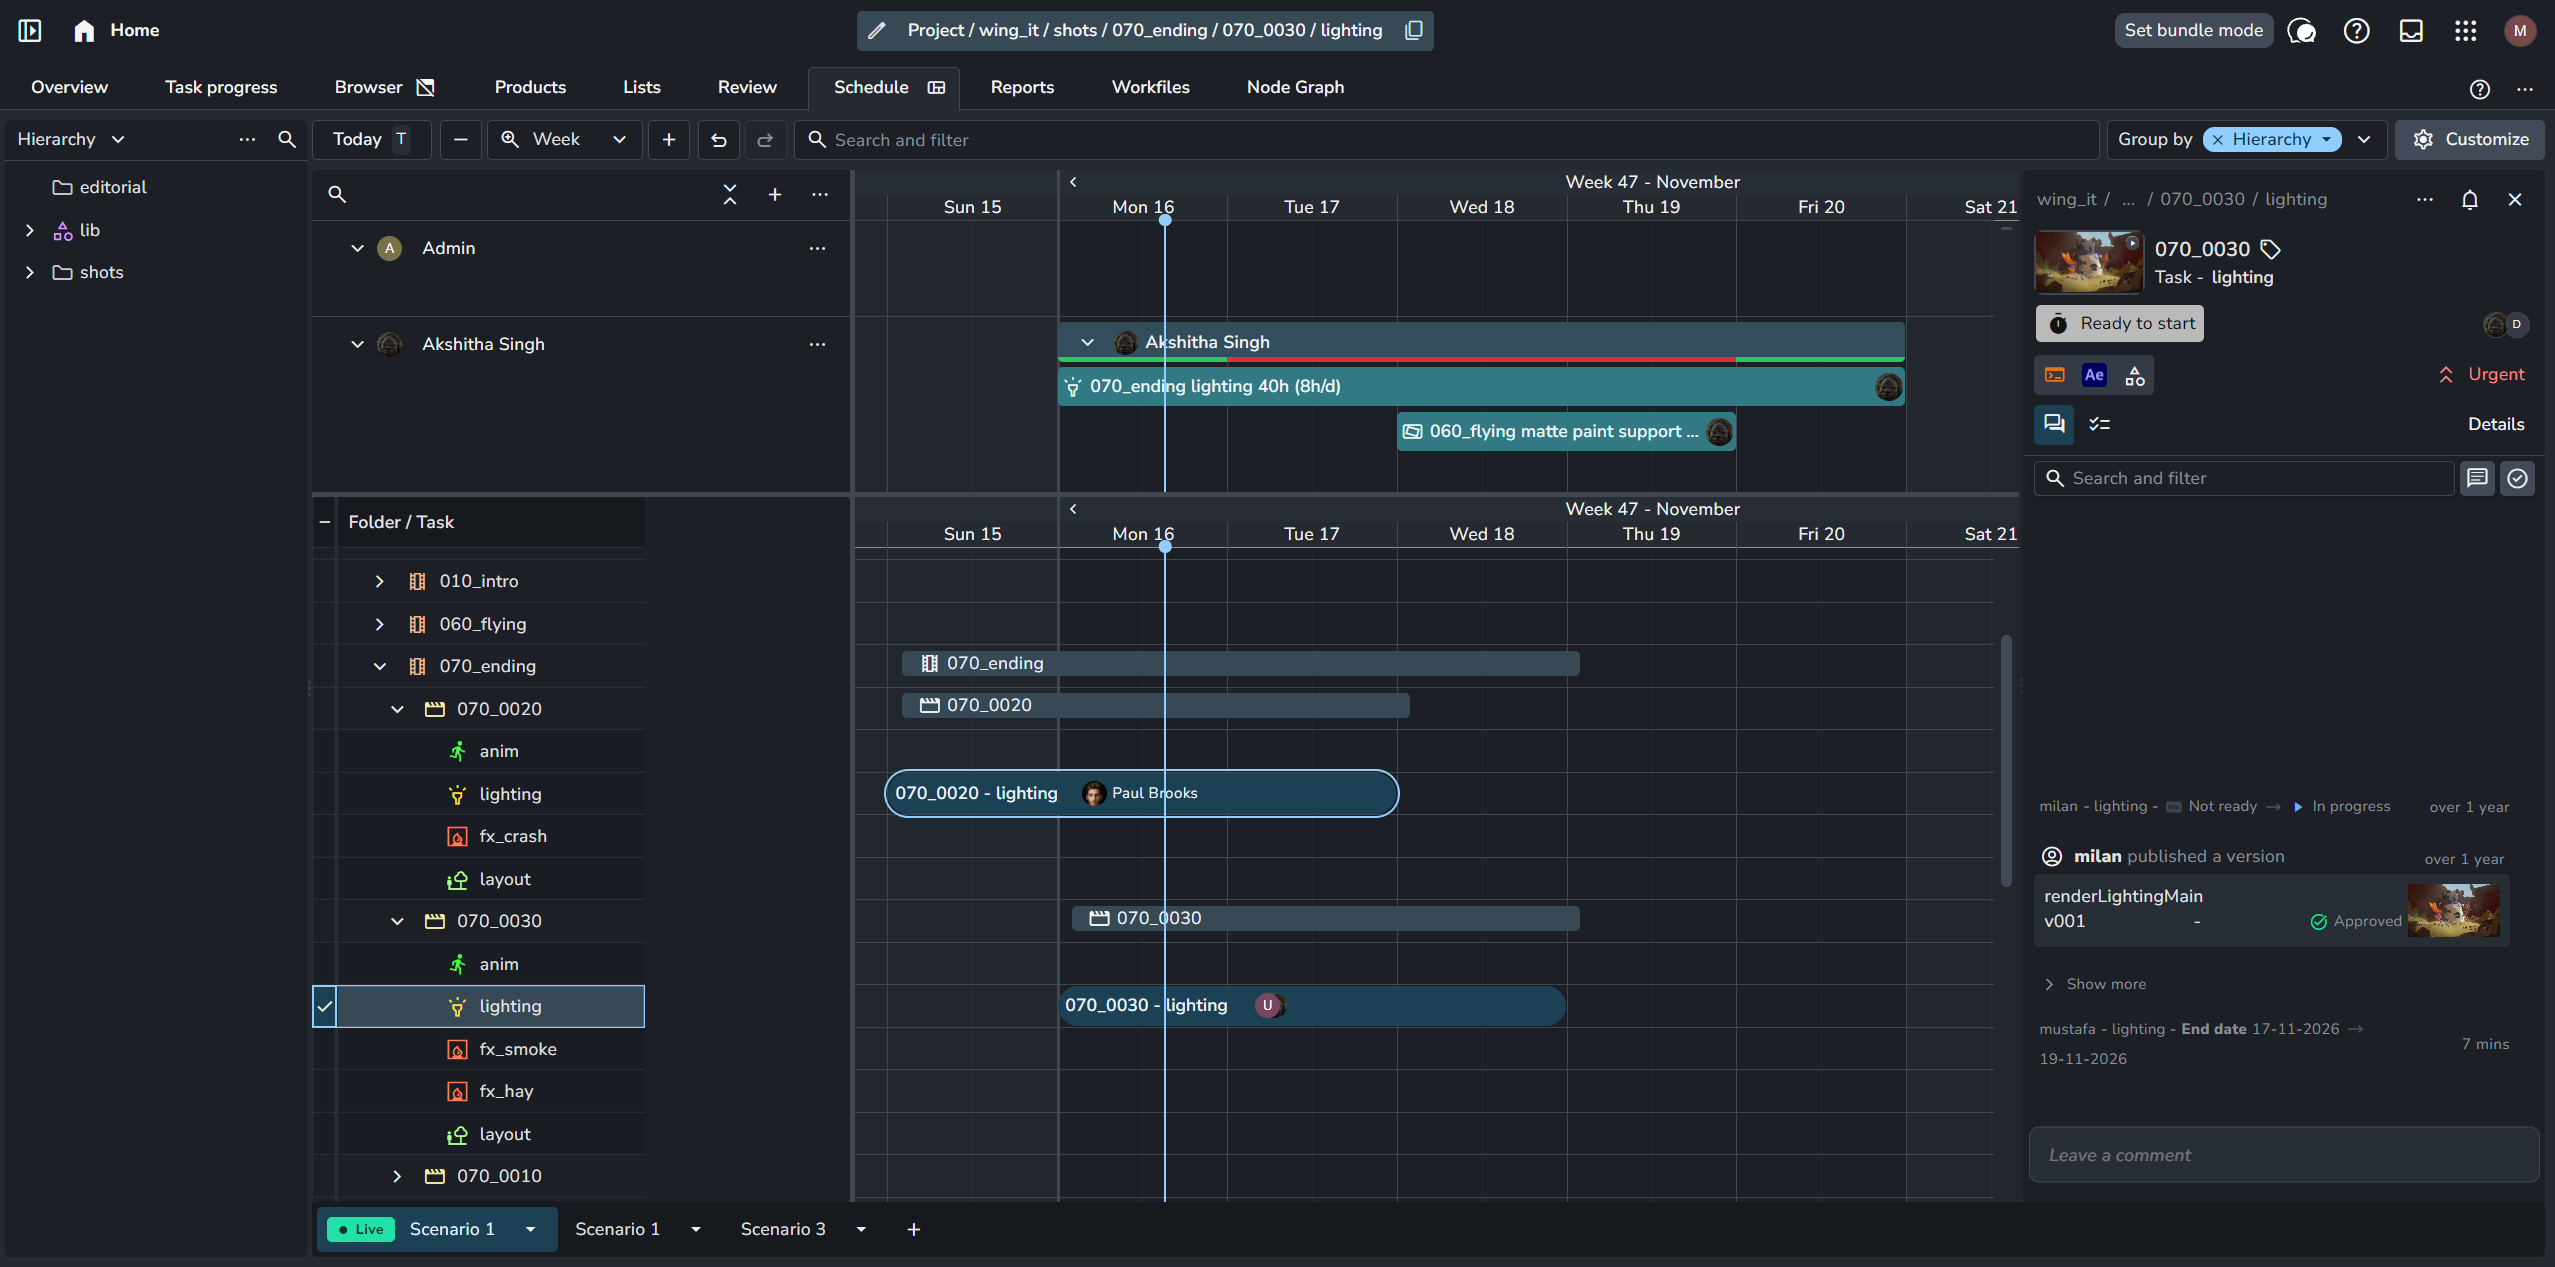 Home
Project / wing_it / shots / 070_ending / 070_0030 / lighting
Set bundle mode
M
Overview
Task progress
Browser
Products
Lists
Review
Schedule
Reports
Workfiles
Node Graph
Hierarchy
Today T
Week
Search and filter
Group by
Hierarchy
Customize
editorial
lib
shots
Week 47 - November
Sun 15
Mon 16
Tue 17
Wed 18
Thu 19
Fri 20
Sat 21
A
Admin
Akshitha Singh
Akshitha Singh
070_ending lighting 40h (8h/d)
060_flying matte paint support ...
Folder / Task
Week 47 - November
Sun 15
Mon 16
Tue 17
Wed 18
Thu 19
Fri 20
Sat 21
010_intro
060_flying
070_ending
070_ending
070_0020
070_0020
anim
lighting
070_0020 - lighting
Paul Brooks
fx_crash
layout
070_0030
070_0030
anim
lighting
070_0030 - lighting
U
fx_smoke
fx_hay
layout
070_0010
Live
Scenario 1
Scenario 1
Scenario 3
wing_it / ... / 070_0030 / lighting
070_0030
Task - lighting
Ready to start
D
Ae
Urgent
Details
Search and filter
milan - lighting - Not ready → In progress
over 1 year
milan published a version
over 1 year
renderLightingMain
v001
-
Approved
Show more
mustafa - lighting - End date 17-11-2026 →
19-11-2026
7 mins
Leave a comment